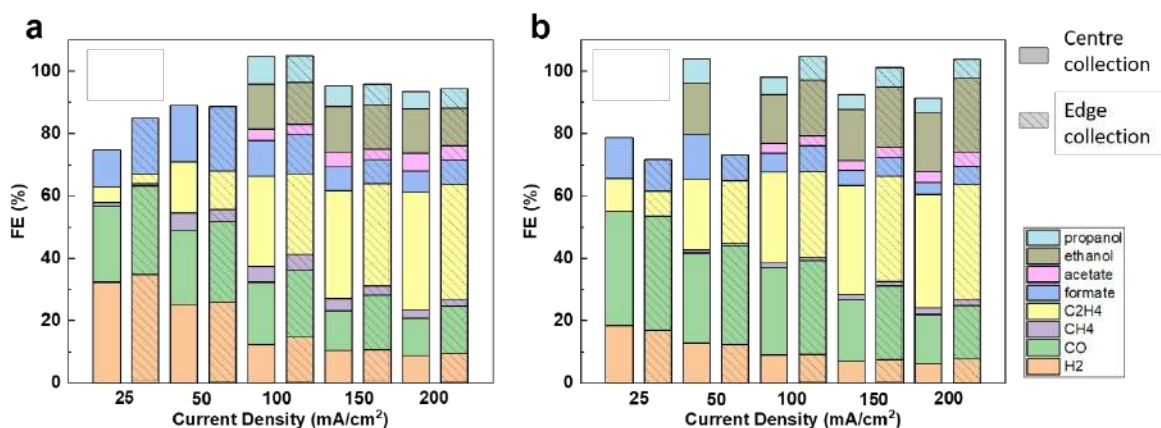 a
b
100
80
60
40
20
0
FE (%)
25 50 100 150 200
Current Density (mA/cm²)
100
80
60
40
20
0
FE (%)
25 50 100 150 200
Current Density (mA/cm²)
Centre
collection
Edge
collection
propanol
ethanol
acetate
formate
C2H4
CH4
CO
H2